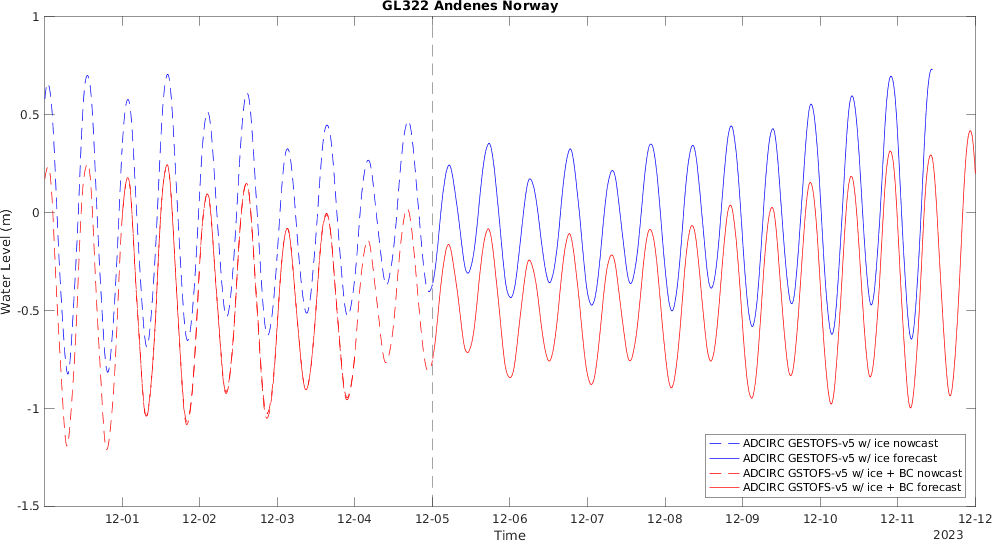 GL322 Andenes Norway
1
0.5
0
-0.5
-1
-1.5
Water Level (m)
ADCIRC GESTOFS-v5 w/ ice nowcast
ADCIRC GESTOFS-v5 w/ ice forecast
ADCIRC GSTOFS-v5 w/ ice + BC nowcast
ADCIRC GSTOFS-v5 w/ ice + BC forecast
12-01 12-02 12-03 12-04 12-05 12-06 12-07 12-08 12-09 12-10 12-11 12-12
Time
2023